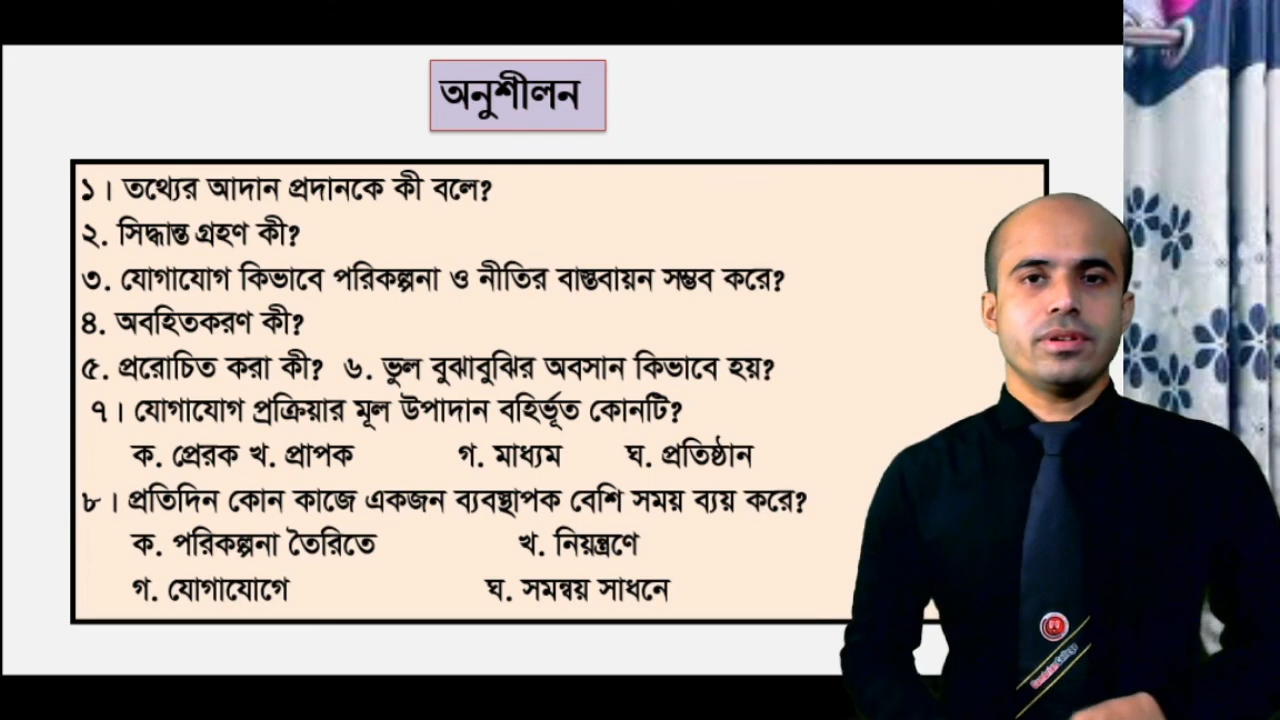 অনুশীলন
১। তথ্যের আদান প্রদানকে কী বলে?
২. সিদ্ধান্ত গ্রহণ কী?
৩. যোগাযোগ কিভাবে পরিকল্পনা ও নীতির বাস্তবায়ন সম্ভব করে?
৪. অবহিতকরণ কী?
৫. প্ররোচিত করা কী? ৬. ভুল বুঝাবুঝির অবসান কিভাবে হয়?
৭। যোগাযোগ প্রক্রিয়ার মূল উপাদান বহির্ভূত কোনটি?
ক. প্রেরক খ. প্রাপক গ. মাধ্যম ঘ. প্রতিষ্ঠান
৮। প্রতিদিন কোন কাজে একজন ব্যবস্থাপক বেশি সময় ব্যয় করে?
ক. পরিকল্পনা তৈরিতে খ. নিয়ন্ত্রণে
গ. যোগাযোগে ঘ. সমন্বয় সাধনে